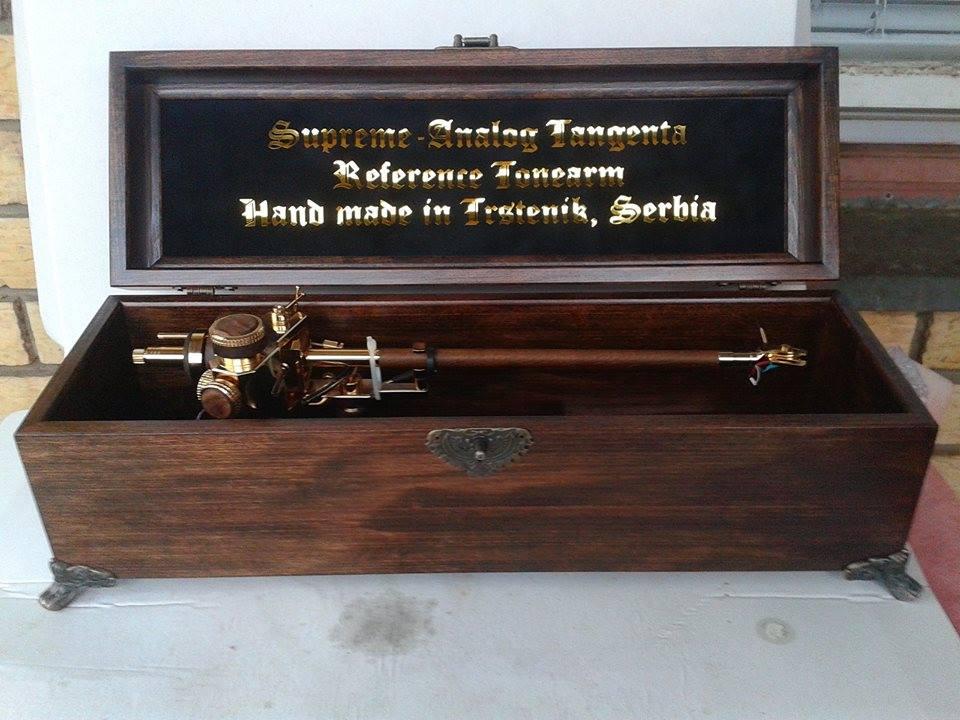 Supreme-Analog Tangenta
Reference Tonearm
Hand made in Trstenik, Serbia